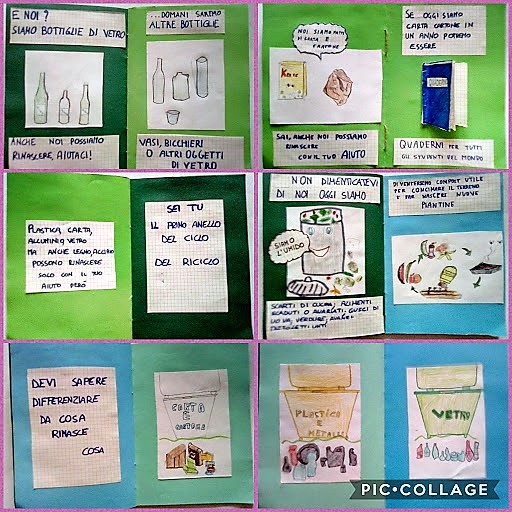 E NOI?
SIAMO BOTTIGLIE DI VETRO
ANCHE NOI POSSIAMO
RINASCERE, AIUTACI!
...DOMANI SAREMO
ALTRE BOTTIGLIE
VASI, BICCHIERI
O ALTRI OGGETTI
DI VETRO
NOI SIAMO FATTI
DI CARTA E
CARTONE
SAI, ANCHE NOI POSSIAMO
RINASCERE
CON IL TUO AIUTO
SE OGGI SIAMO
CARTA CARTONE IN
UN ANNO POTREMO
ESSERE
QUADERNI PER TUTTI
GLI STUDENTI DEL MONDO
PLASTICA, CARTA,
ALLUMINIO, VETRO
MA ANCHE LEGNO, ACCIAIO
POSSONO RINASCERE
SOLO CON IL TUO
AIUTO PERÒ
SEI TU
IL PRIMO ANELLO
DEL CICLO
DEL RICICLO
NON DIMENTICATEVI
DI NOI OGGI SIAMO
SIAMO
L'UMIDO
SCARTI DI CUCINA, ALIMENTI
SCADUTI O AVARIATI, GUSCI DI
UOVA, VERDURE, AVANZI
DIVENTEREMO COMPOST UTILE
PER CONCIMARE IL TERRENO
E FAR NASCERE NUOVE
PIANTINE
DEVI SAPERE
DIFFERENZIARE
DA COSA
RINASCE
COSA
CARTA
E
CARTONE
PLASTICA
E
METALLI
VETRO
PIC•COLLAGE